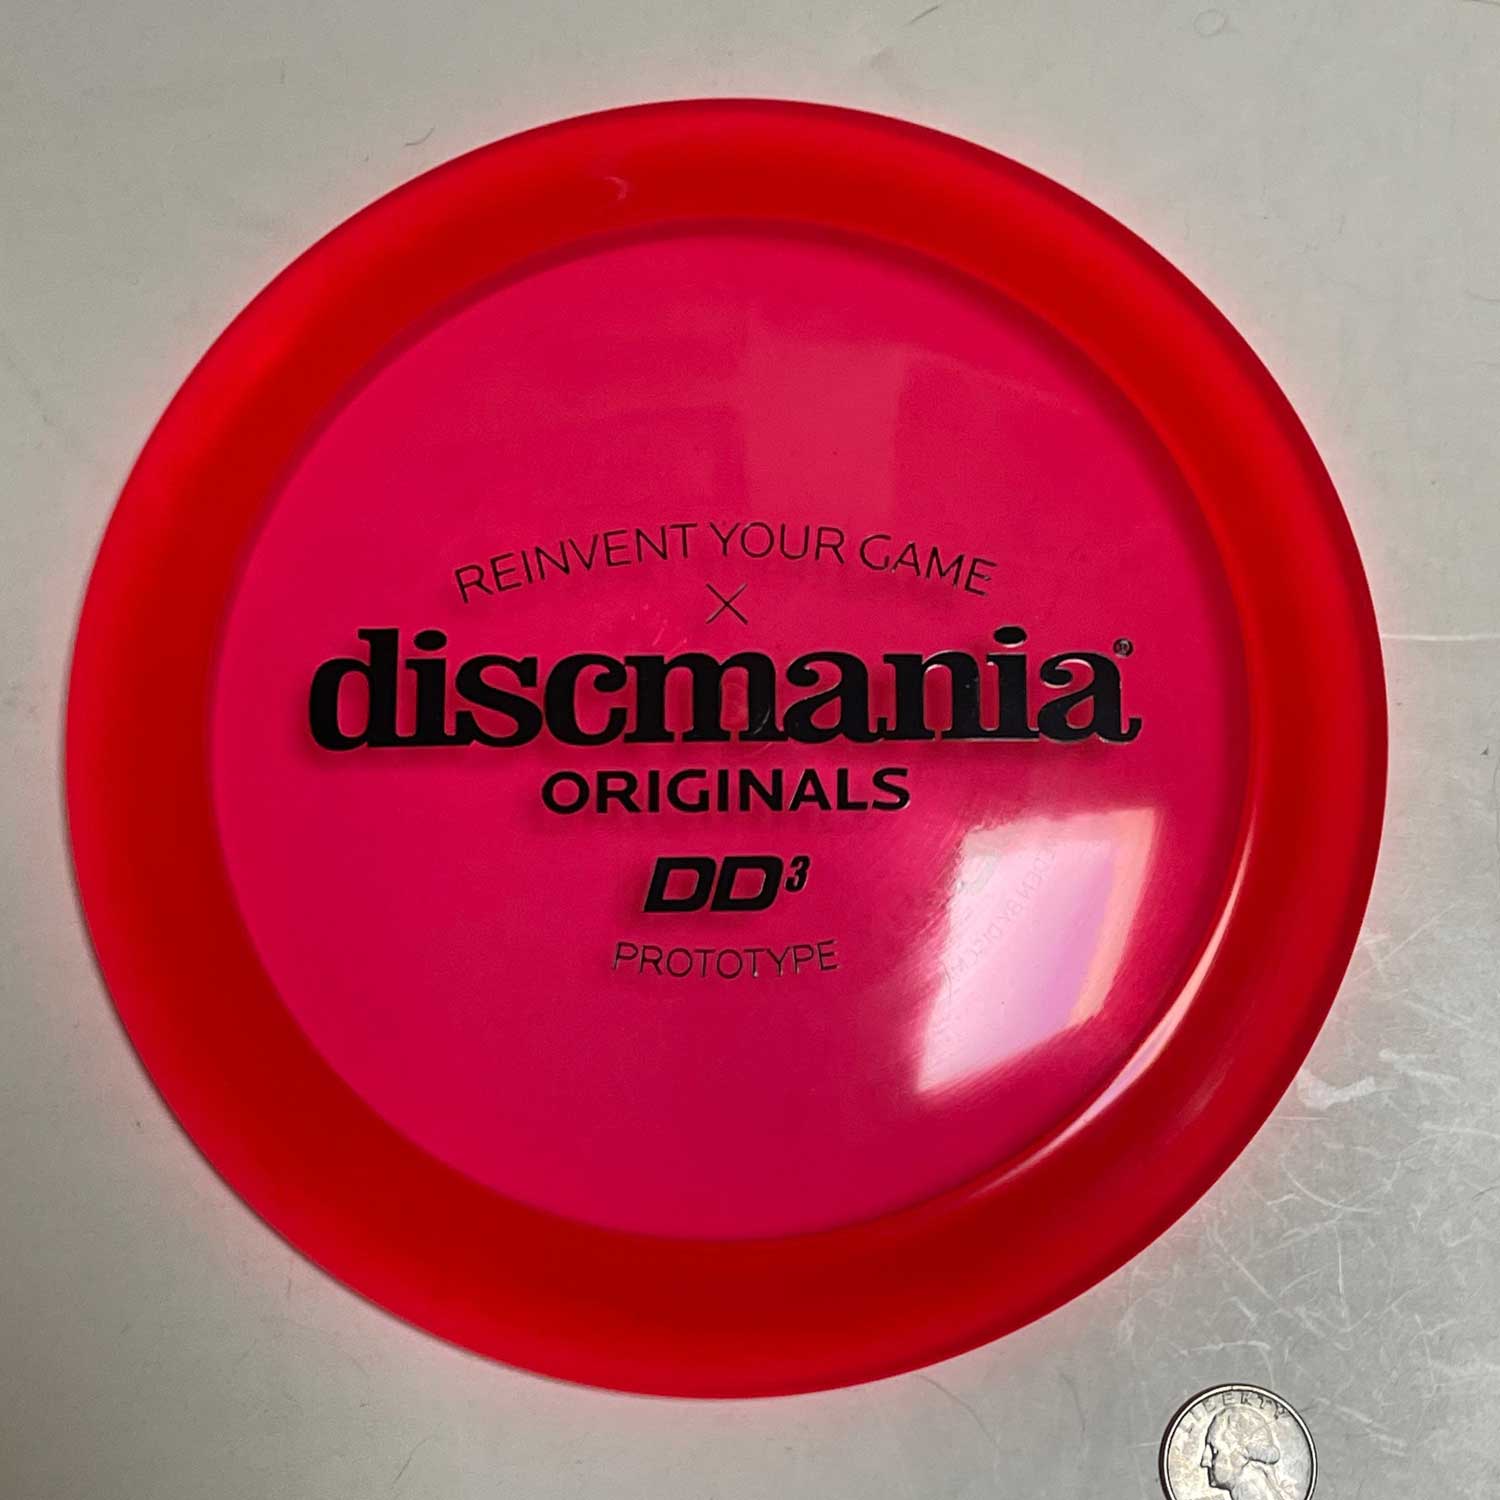 REINVENT YOUR GAME
X
discmania®
ORIGINALS
DD³
PROTOTYPE
LIBERTY